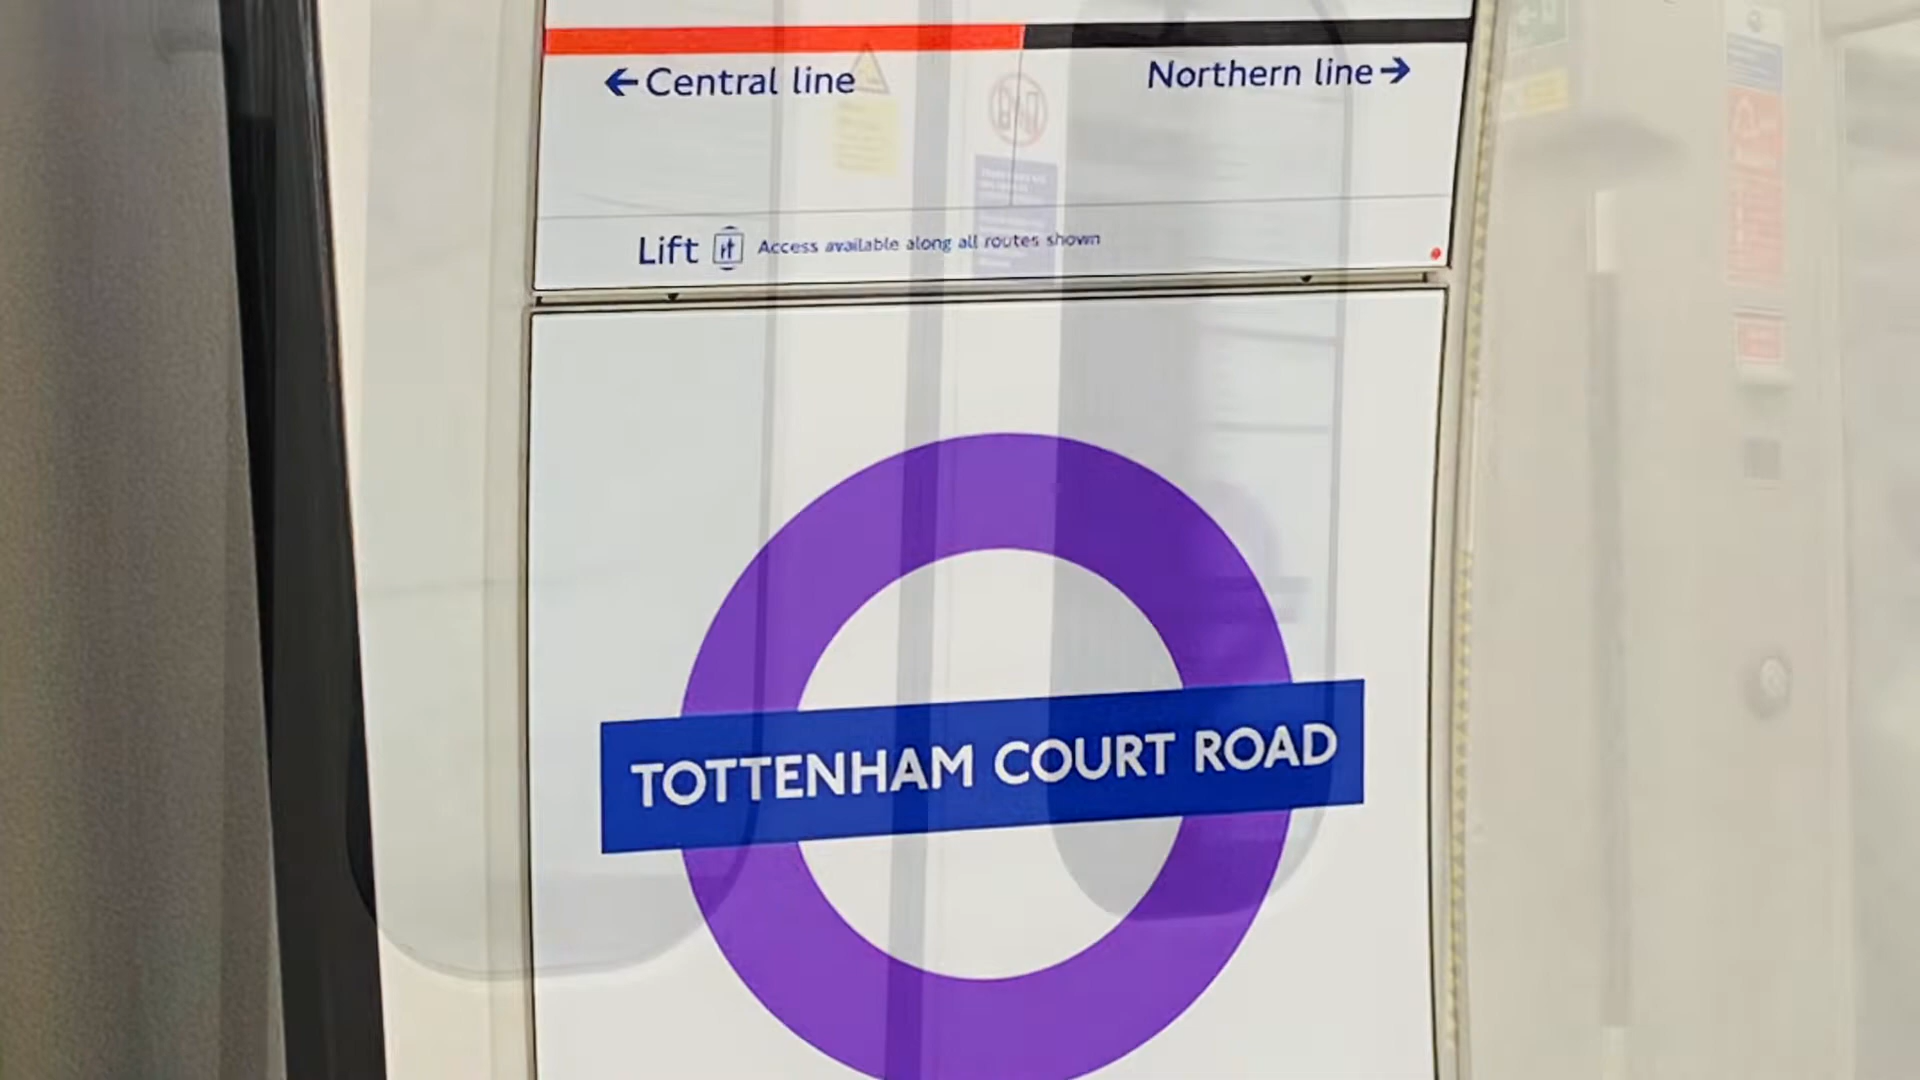 ←Central line
Northern line→
Lift Access available along all routes shown
TOTTENHAM COURT ROAD